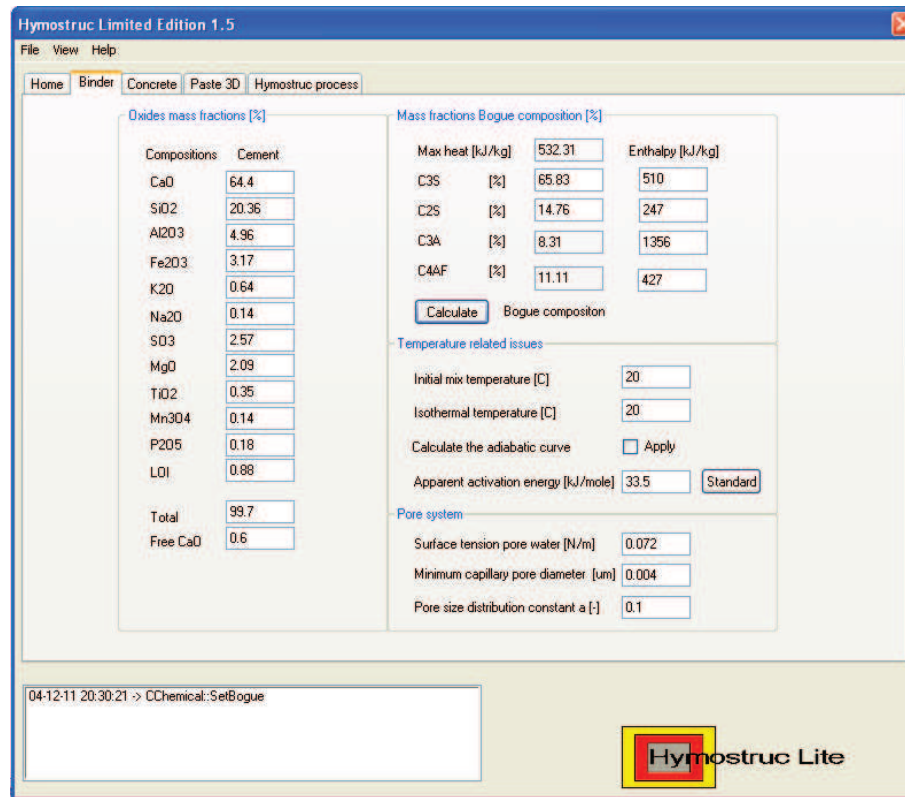 Hymostruc Limited Edition 1.5
File View Help
Home Binder Concrete Paste 3D Hymostruc process
Oxides mass fractions [%]
Compositions Cement
CaO 64.4
SiO2 20.36
Al2O3 4.96
Fe2O3 3.17
K2O 0.64
Na2O 0.14
SO3 2.57
MgO 2.09
TiO2 0.35
Mn3O4 0.14
P2O5 0.18
LOI 0.88
Total 99.7
Free CaO 0.6
Mass fractions Bogue composition [%]
Max heat [kJ/kg] 532.31 Enthalpy [kJ/kg]
C3S [%] 65.83 510
C2S [%] 14.76 247
C3A [%] 8.31 1356
C4AF [%] 11.11 427
Calculate Bogue compositon
Temperature related issues
Initial mix temperature [C] 20
Isothermal temperature [C] 20
Calculate the adiabatic curve Apply
Apparent activation energy [kJ/mole] 33.5 Standard
Pore system
Surface tension pore water [N/m] 0.072
Minimum capillary pore diameter [um] 0.004
Pore size distribution constant a [-] 0.1
04-12-11 20:30:21 -> CChemical::SetBogue
Hymostruc Lite